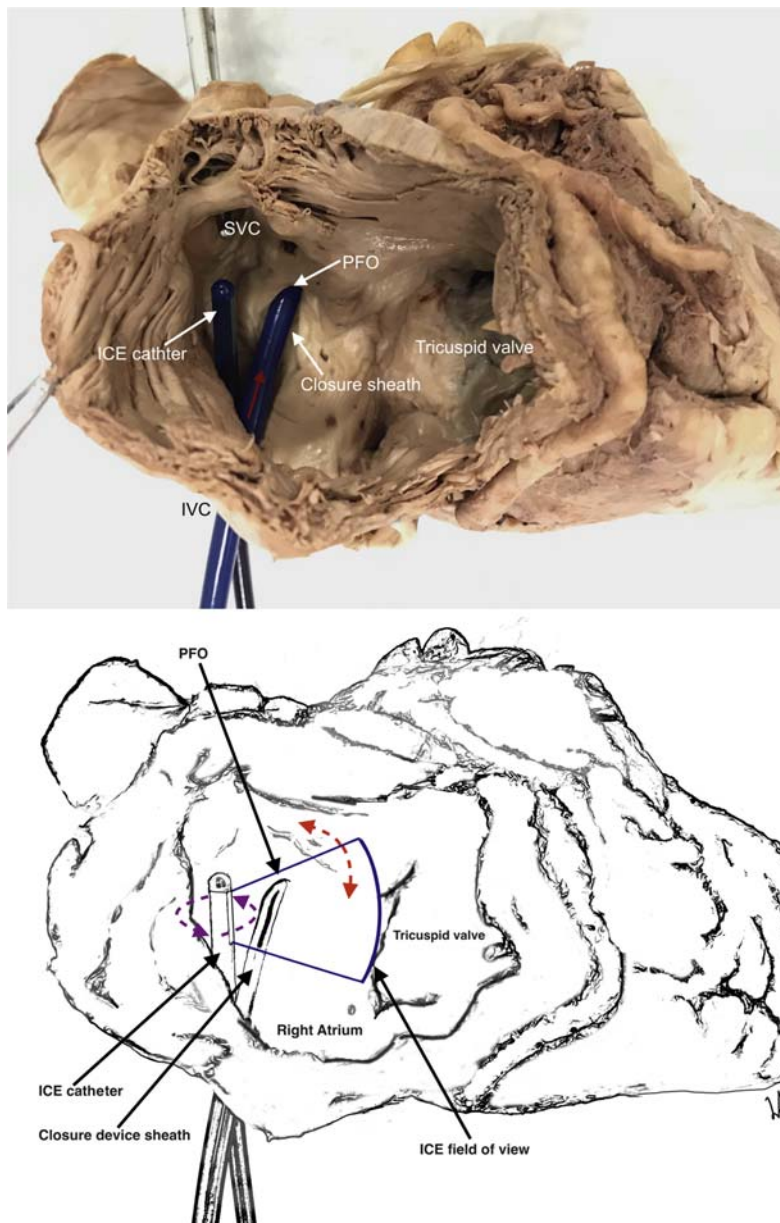 SVC
PFO
ICE cathter
Closure sheath
Tricuspid valve
IVC
PFO
Tricuspid valve
Right Atrium
ICE catheter
Closure device sheath
ICE field of view